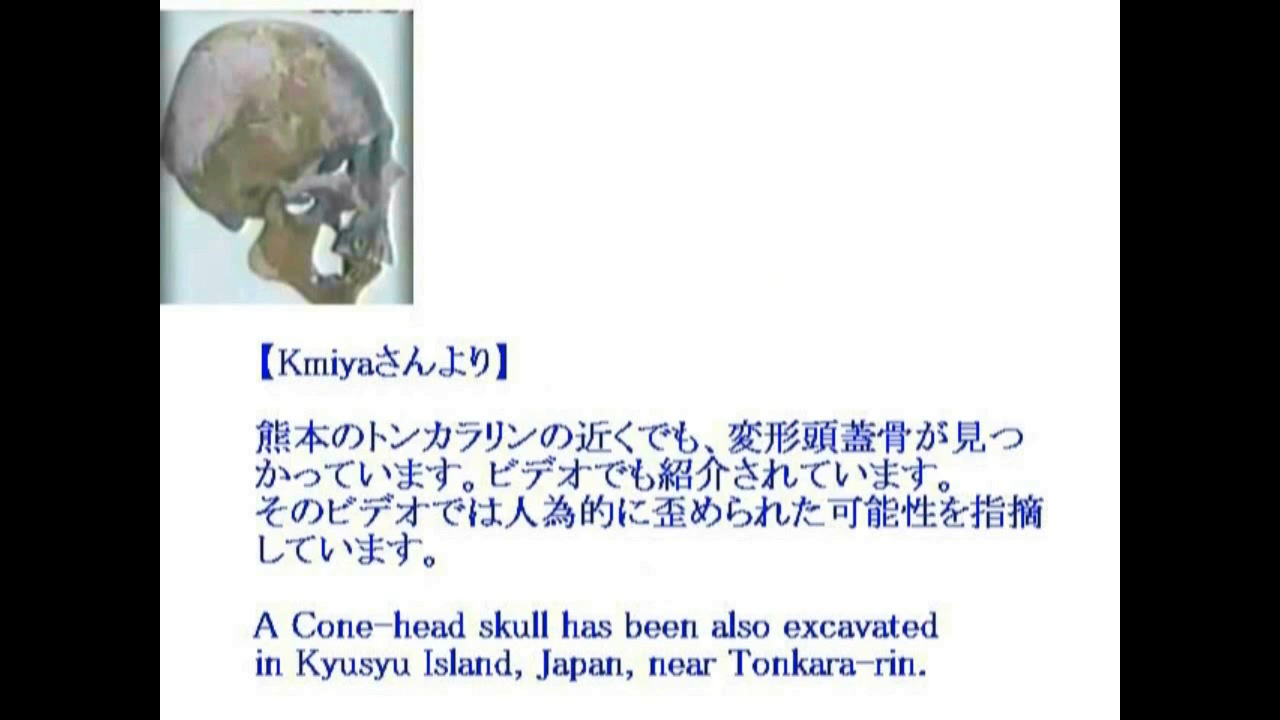 【Kmiyaさんより】
熊本のトンカラリンの近くでも、変形頭蓋骨が見つ
かっています。ビデオでも紹介されています。
そのビデオでは人為的に歪められた可能性を指摘
しています。
A Cone-head skull has been also excavated
in Kyusyu Island, Japan, near Tonkara-rin.